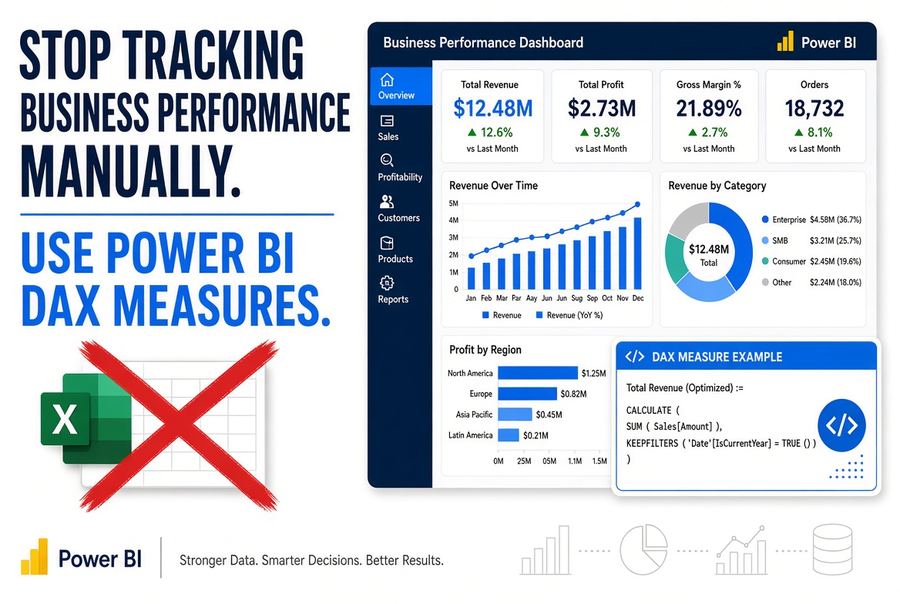 STOP TRACKING
BUSINESS PERFORMANCE
MANUALLY.
USE POWER BI
DAX MEASURES.
X
Business Performance Dashboard
Power BI
Overview
Sales
Profitability
Customers
Products
Reports
Total Revenue
$12.48M
▲ 12.6%
vs Last Month
Total Profit
$2.73M
▲ 9.3%
vs Last Month
Gross Margin %
21.89%
▲ 2.7%
vs Last Month
Orders
18,732
▲ 8.1%
vs Last Month
Revenue Over Time
5M
4M
3M
2M
1M
0
Jan Feb Mar Par Aay Jun Jun Sug Sep Oct Nov Dec
Revenue Revenue (YoY %)
Revenue by Category
$12.48M
Total
Enterprise $4.58M (36.7%)
SMB $3.21M (25.7%)
Consumer $2.45M (19.6%)
Other $2.24M (18.0%)
Profit by Region
North America $1.25M
Europe $0.82M
Asia Pacific $0.45M
Latin America $0.21M
0M 25M 05M 1.1M 1.5M
</> DAX MEASURE EXAMPLE
Total Revenue (Optimized) :=
CALCULATE (
SUM ( Sales[Amount] ),
KEEPFILTERS ( 'Date'[IsCurrentYear] = TRUE () )
)
</>
Power BI
Stronger Data. Smarter Decisions. Better Results.